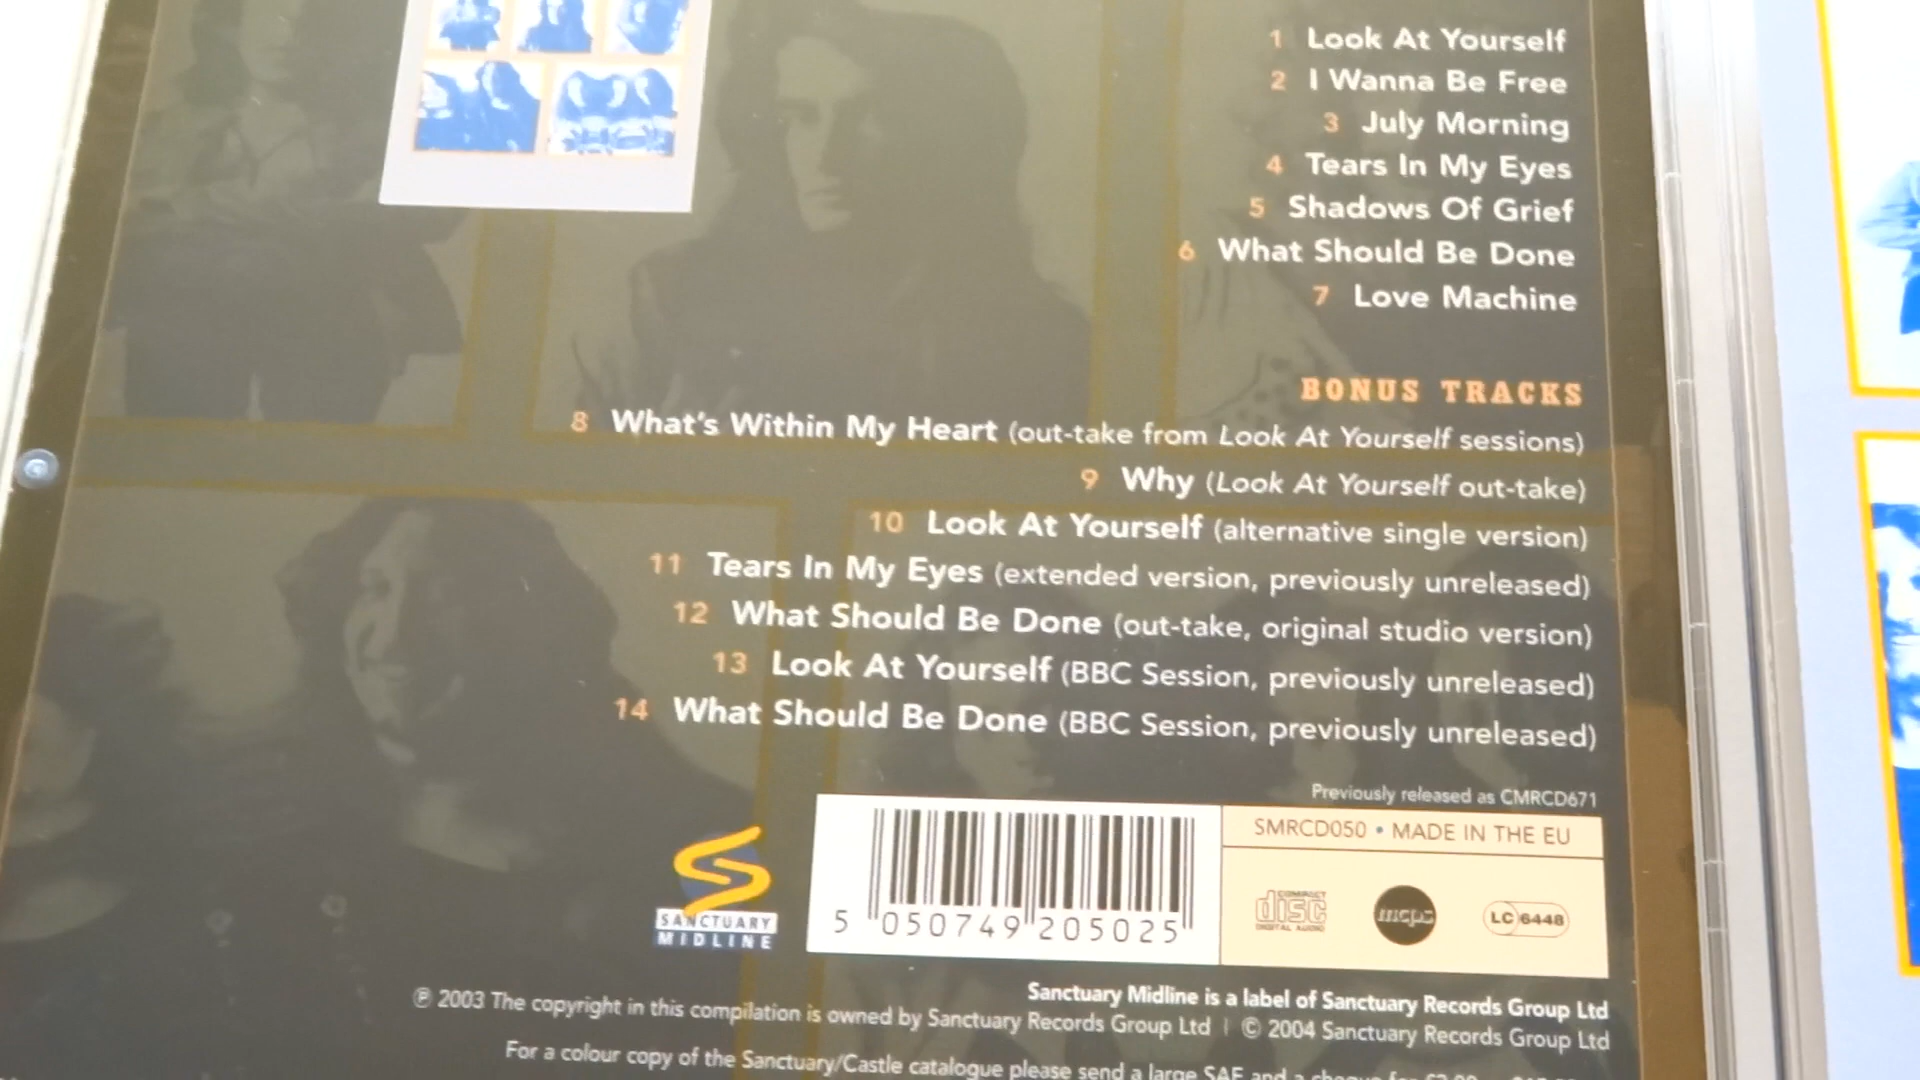 1 Look At Yourself
2 I Wanna Be Free
3 July Morning
4 Tears In My Eyes
5 Shadows Of Grief
6 What Should Be Done
7 Love Machine
BONUS TRACKS
8 What's Within My Heart (out-take from Look At Yourself sessions)
9 Why (Look At Yourself out-take)
10 Look At Yourself (alternative single version)
11 Tears In My Eyes (extended version, previously unreleased)
12 What Should Be Done (out-take, original studio version)
13 Look At Yourself (BBC Session, previously unreleased)
14 What Should Be Done (BBC Session, previously unreleased)
Previously released as CMRCD671
SMRCD050 • MADE IN THE EU
COMPACT
disc
DIGITAL AUDIO
mcps
LC 6448
SANCTUARY
MIDLINE
5 050749 205025
Sanctuary Midline is a label of Sanctuary Records Group Ltd
℗ 2003 The copyright in this compilation is owned by Sanctuary Records Group Ltd | © 2004 Sanctuary Records Group Ltd
For a colour copy of the Sanctuary/Castle catalogue please send a large SAE and a cheque for